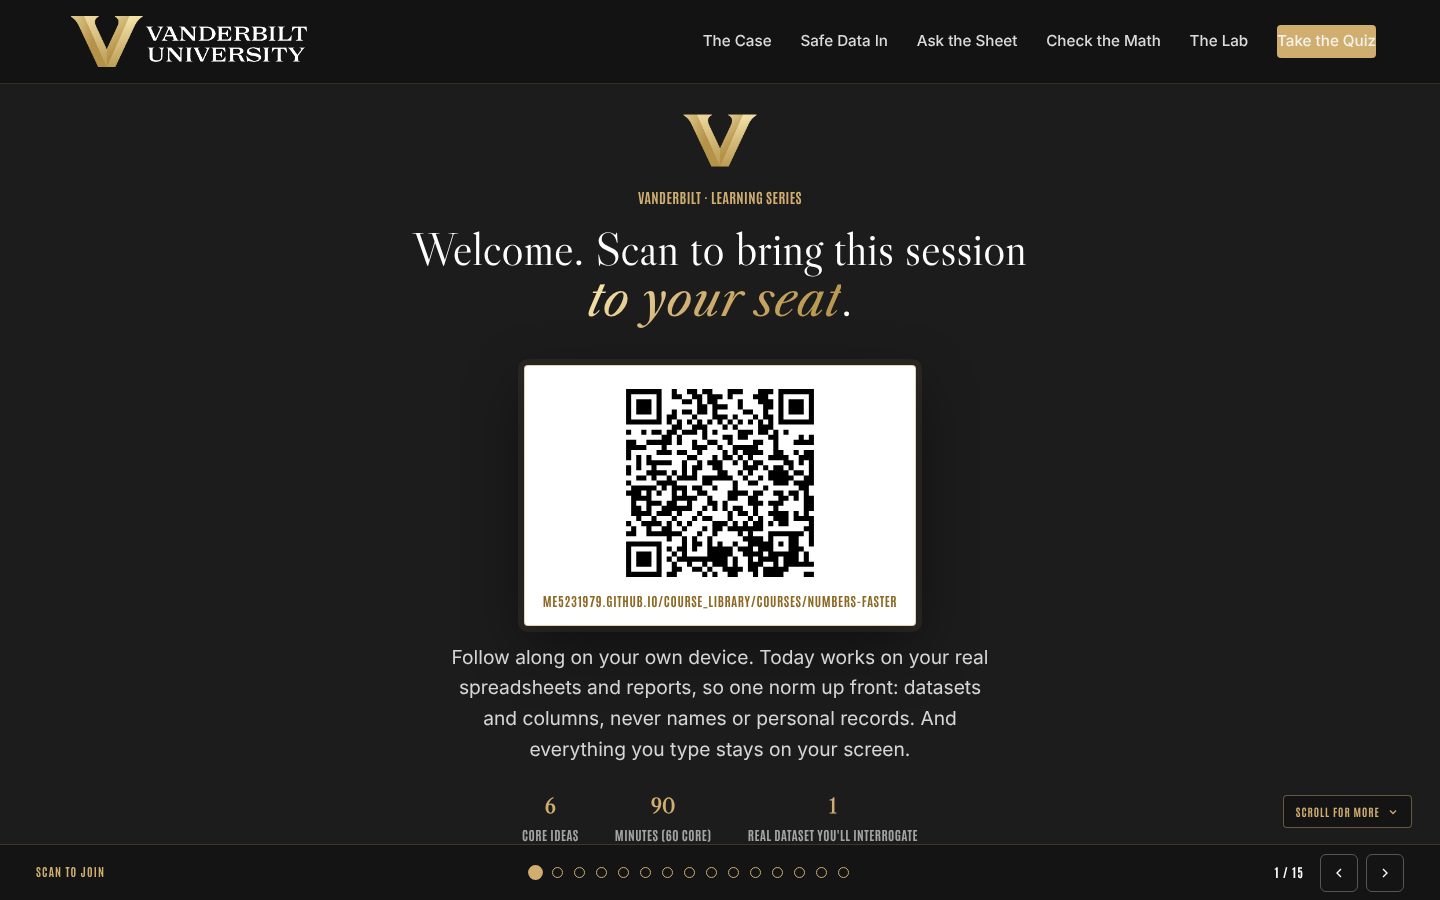 VANDERBILT
UNIVERSITY
The Case
Safe Data In
Ask the Sheet
Check the Math
The Lab
Take the Quiz
VANDERBILT · LEARNING SERIES
Welcome. Scan to bring this session
to your seat.
ME5231979.GITHUB.IO/COURSE_LIBRARY/COURSES/NUMBERS-FASTER
Follow along on your own device. Today works on your real
spreadsheets and reports, so one norm up front: datasets
and columns, never names or personal records. And
everything you type stays on your screen.
6
CORE IDEAS
90
MINUTES (60 CORE)
1
REAL DATASET YOU'LL INTERROGATE
SCROLL FOR MORE
SCAN TO JOIN
1 / 15